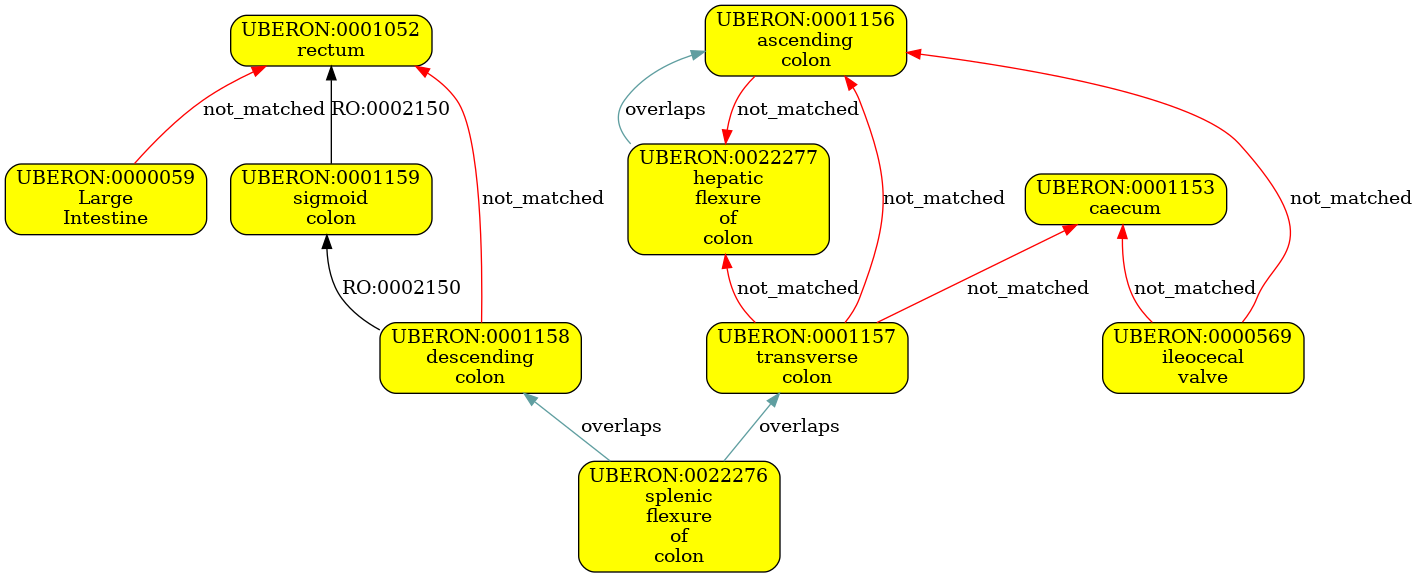 UBERON:0001052
rectum
UBERON:0001156
ascending
colon
not_matched
RO:0002150
overlaps
not_matched
UBERON:0000059
Large
Intestine
UBERON:0001159
sigmoid
colon
not_matched
UBERON:0022277
hepatic
flexure
of
colon
not_matched
UBERON:0001153
caecum
not_matched
RO:0002150
not_matched
not_matched
not_matched
UBERON:0001158
descending
colon
UBERON:0001157
transverse
colon
UBERON:0000569
ileocecal
valve
overlaps
overlaps
UBERON:0022276
splenic
flexure
of
colon